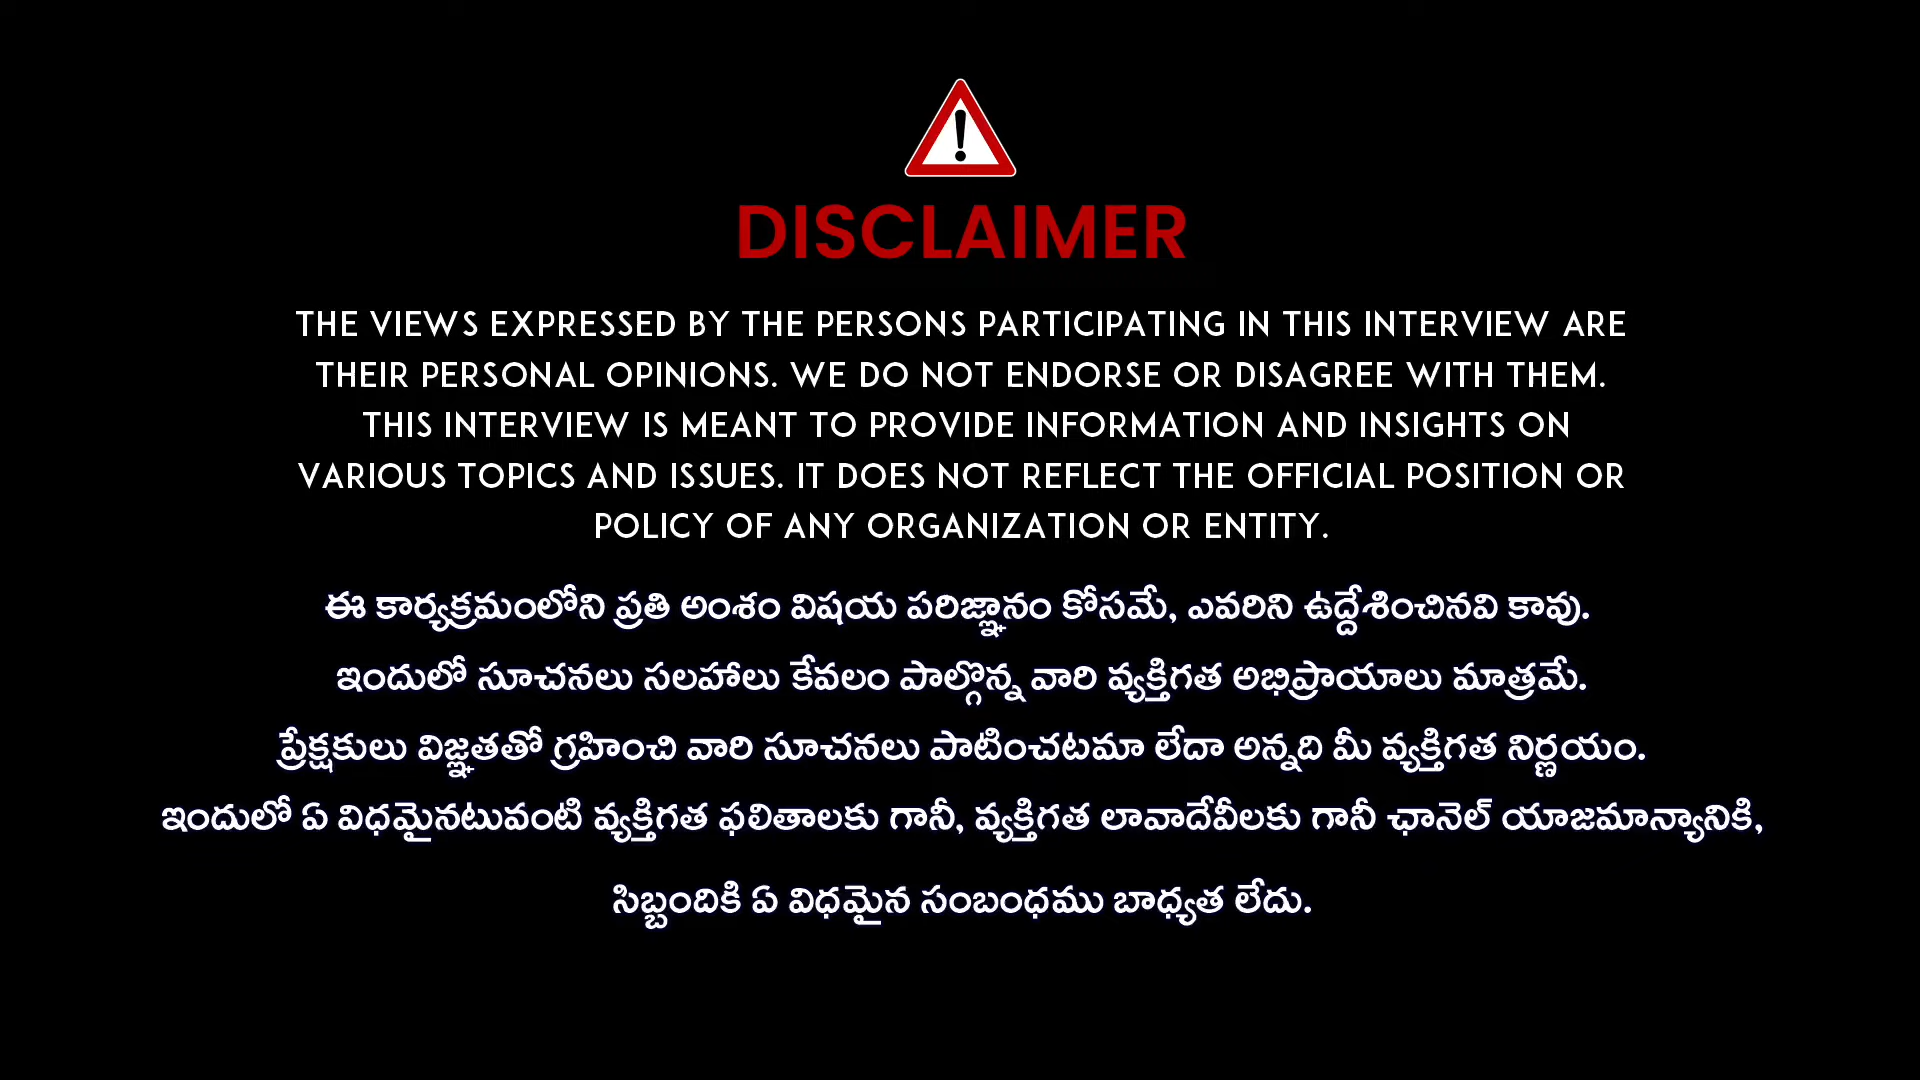 DISCLAIMER
THE VIEWS EXPRESSED BY THE PERSONS PARTICIPATING IN THIS INTERVIEW ARE
THEIR PERSONAL OPINIONS. WE DO NOT ENDORSE OR DISAGREE WITH THEM.
THIS INTERVIEW IS MEANT TO PROVIDE INFORMATION AND INSIGHTS ON
VARIOUS TOPICS AND ISSUES. IT DOES NOT REFLECT THE OFFICIAL POSITION OR
POLICY OF ANY ORGANIZATION OR ENTITY.
ఈ కార్యక్రమంలోని ప్రతి అంశం విషయ పరిజ్ఞానం కోసమే, ఎవరిని ఉద్దేశించినవి కావు.
ఇందులో సూచనలు సలహాలు కేవలం పాల్గొన్న వారి వ్యక్తిగత అభిప్రాయాలు మాత్రమే.
ప్రేక్షకులు విజ్ఞతతో గ్రహించి వారి సూచనలు పాటించటమా లేదా అన్నది మీ వ్యక్తిగత నిర్ణయం.
ఇందులో ఏ విధమైనటువంటి వ్యక్తిగత ఫలితాలకు గానీ, వ్యక్తిగత లావాదేవీలకు గానీ ఛానెల్ యాజమాన్యానికి,
సిబ్బందికి ఏ విధమైన సంబంధము బాధ్యత లేదు.